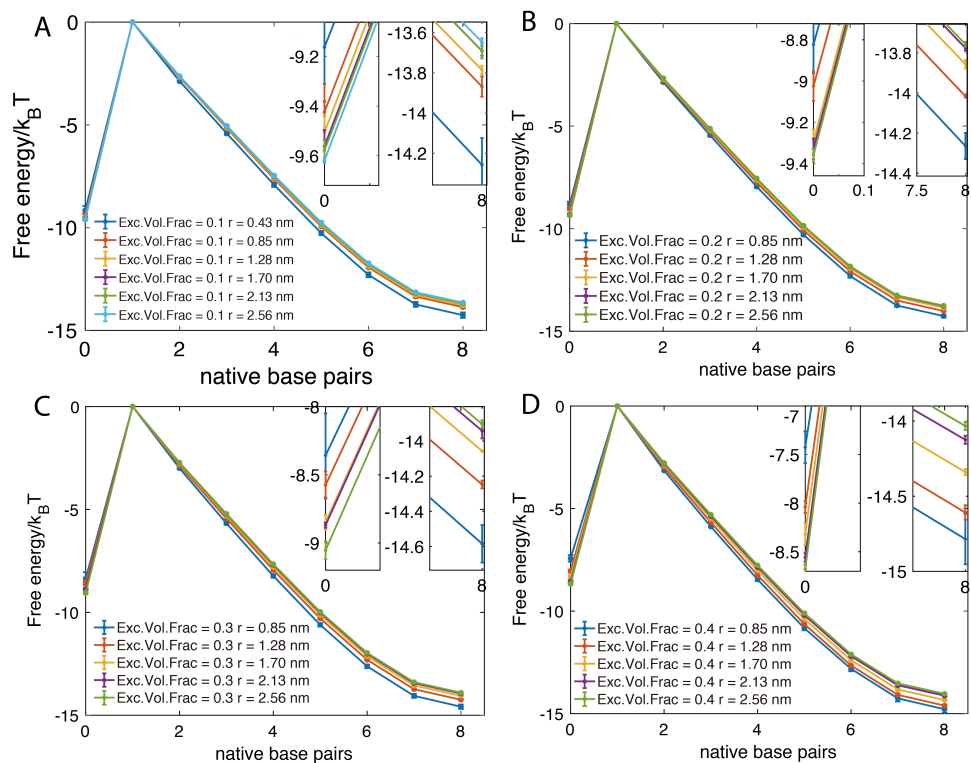 A
0
-5
-10
-15
Free energy/kBT
0
2
4
6
8
native base pairs
Exc.Vol.Frac = 0.1 r = 0.43 nm
Exc.Vol.Frac = 0.1 r = 0.85 nm
Exc.Vol.Frac = 0.1 r = 1.28 nm
Exc.Vol.Frac = 0.1 r = 1.70 nm
Exc.Vol.Frac = 0.1 r = 2.13 nm
Exc.Vol.Frac = 0.1 r = 2.56 nm
-9.2
-9.4
-9.6
0
-13.6
-13.8
-14
-14.2
8
B
0
-5
-10
-15
Free energy/kBT
0
2
4
6
8
native base pairs
Exc.Vol.Frac = 0.2 r = 0.85 nm
Exc.Vol.Frac = 0.2 r = 1.28 nm
Exc.Vol.Frac = 0.2 r = 1.70 nm
Exc.Vol.Frac = 0.2 r = 2.13 nm
Exc.Vol.Frac = 0.2 r = 2.56 nm
-8.8
-9
-9.2
-9.4
0
0.1
-13.8
-14
-14.2
-14.4
7.5
8
C
0
-5
-10
-15
Free energy/kBT
0
2
4
6
8
native base pairs
Exc.Vol.Frac = 0.3 r = 0.85 nm
Exc.Vol.Frac = 0.3 r = 1.28 nm
Exc.Vol.Frac = 0.3 r = 1.70 nm
Exc.Vol.Frac = 0.3 r = 2.13 nm
Exc.Vol.Frac = 0.3 r = 2.56 nm
-8
-8.5
-9
0
-14
-14.2
-14.4
-14.6
8
D
0
-5
-10
-15
Free energy/kBT
0
2
4
6
8
native base pairs
Exc.Vol.Frac = 0.4 r = 0.85 nm
Exc.Vol.Frac = 0.4 r = 1.28 nm
Exc.Vol.Frac = 0.4 r = 1.70 nm
Exc.Vol.Frac = 0.4 r = 2.13 nm
Exc.Vol.Frac = 0.4 r = 2.56 nm
-7
-7.5
-8
-8.5
0
-14
-14.5
-15
8